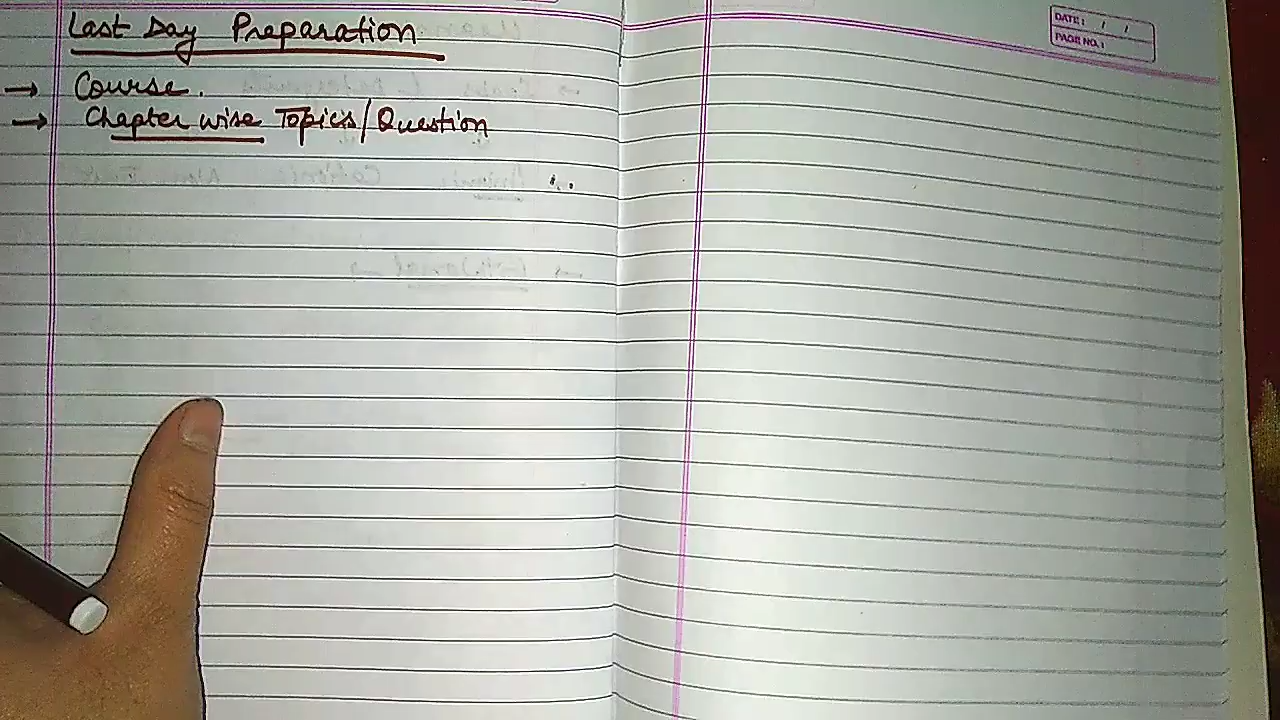 Last Day Preparation
→ Course.
→ Chapter wise Topics/Question
DATE: / /
PAGE NO.: